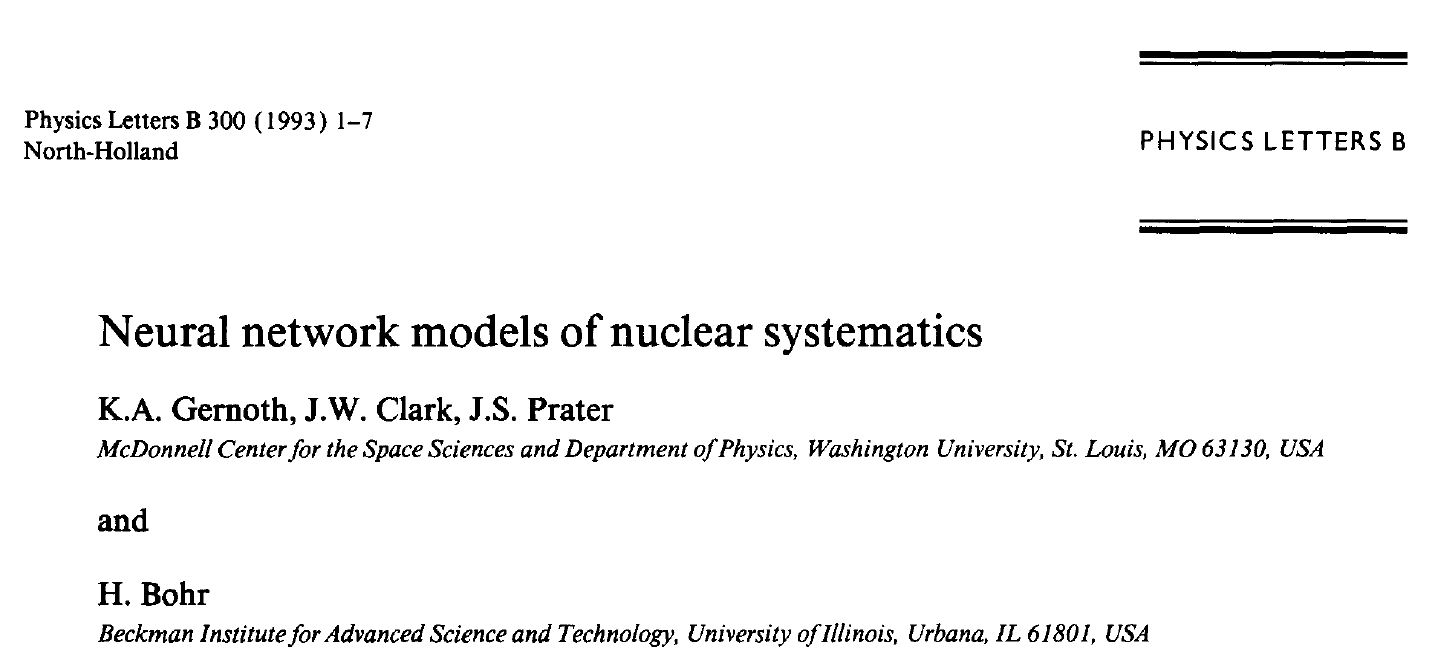 Physics Letters B 300 (1993) 1–7
North-Holland
PHYSICS LETTERS B
Neural network models of nuclear systematics
K.A. Gernoth, J.W. Clark, J.S. Prater
McDonnell Center for the Space Sciences and Department of Physics, Washington University, St. Louis, MO 63130, USA
and
H. Bohr
Beckman Institute for Advanced Science and Technology, University of Illinois, Urbana, IL 61801, USA